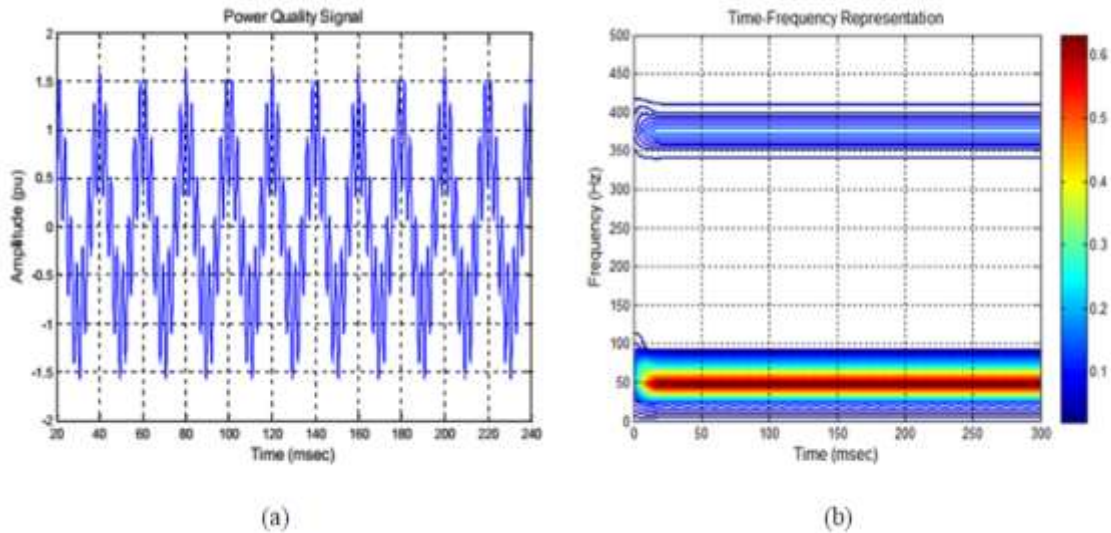 Power Quality Signal
2
1.5
1
0.5
0
-0.5
-1
-1.5
-2
Amplitude (pu)
20 40 60 80 100 120 140 160 180 200 220 240
Time (msec)
(a)
Time-Frequency Representation
500
450
400
350
300
250
200
150
100
50
0
Frequency (Hz)
0 50 100 150 200 250 300
Time (msec)
0.6
0.5
0.4
0.3
0.2
0.1
(b)